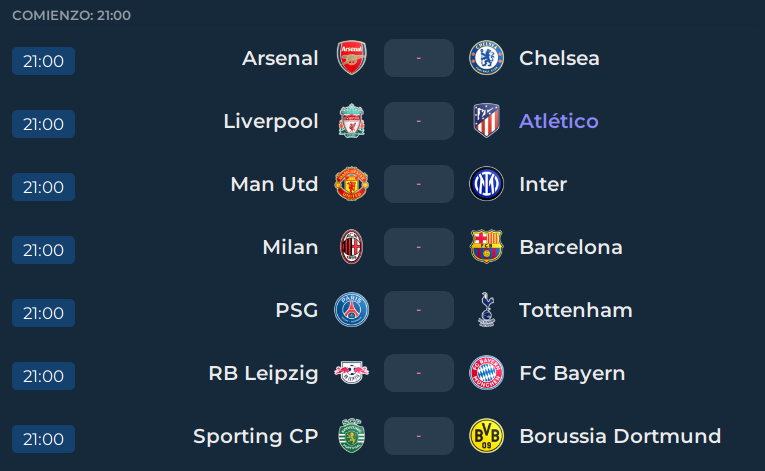 COMIENZO: 21:00
21:00 Arsenal - Chelsea
21:00 Liverpool - Atlético
21:00 Man Utd - Inter
21:00 Milan - Barcelona
21:00 PSG - Tottenham
21:00 RB Leipzig - FC Bayern
21:00 Sporting CP - Borussia Dortmund